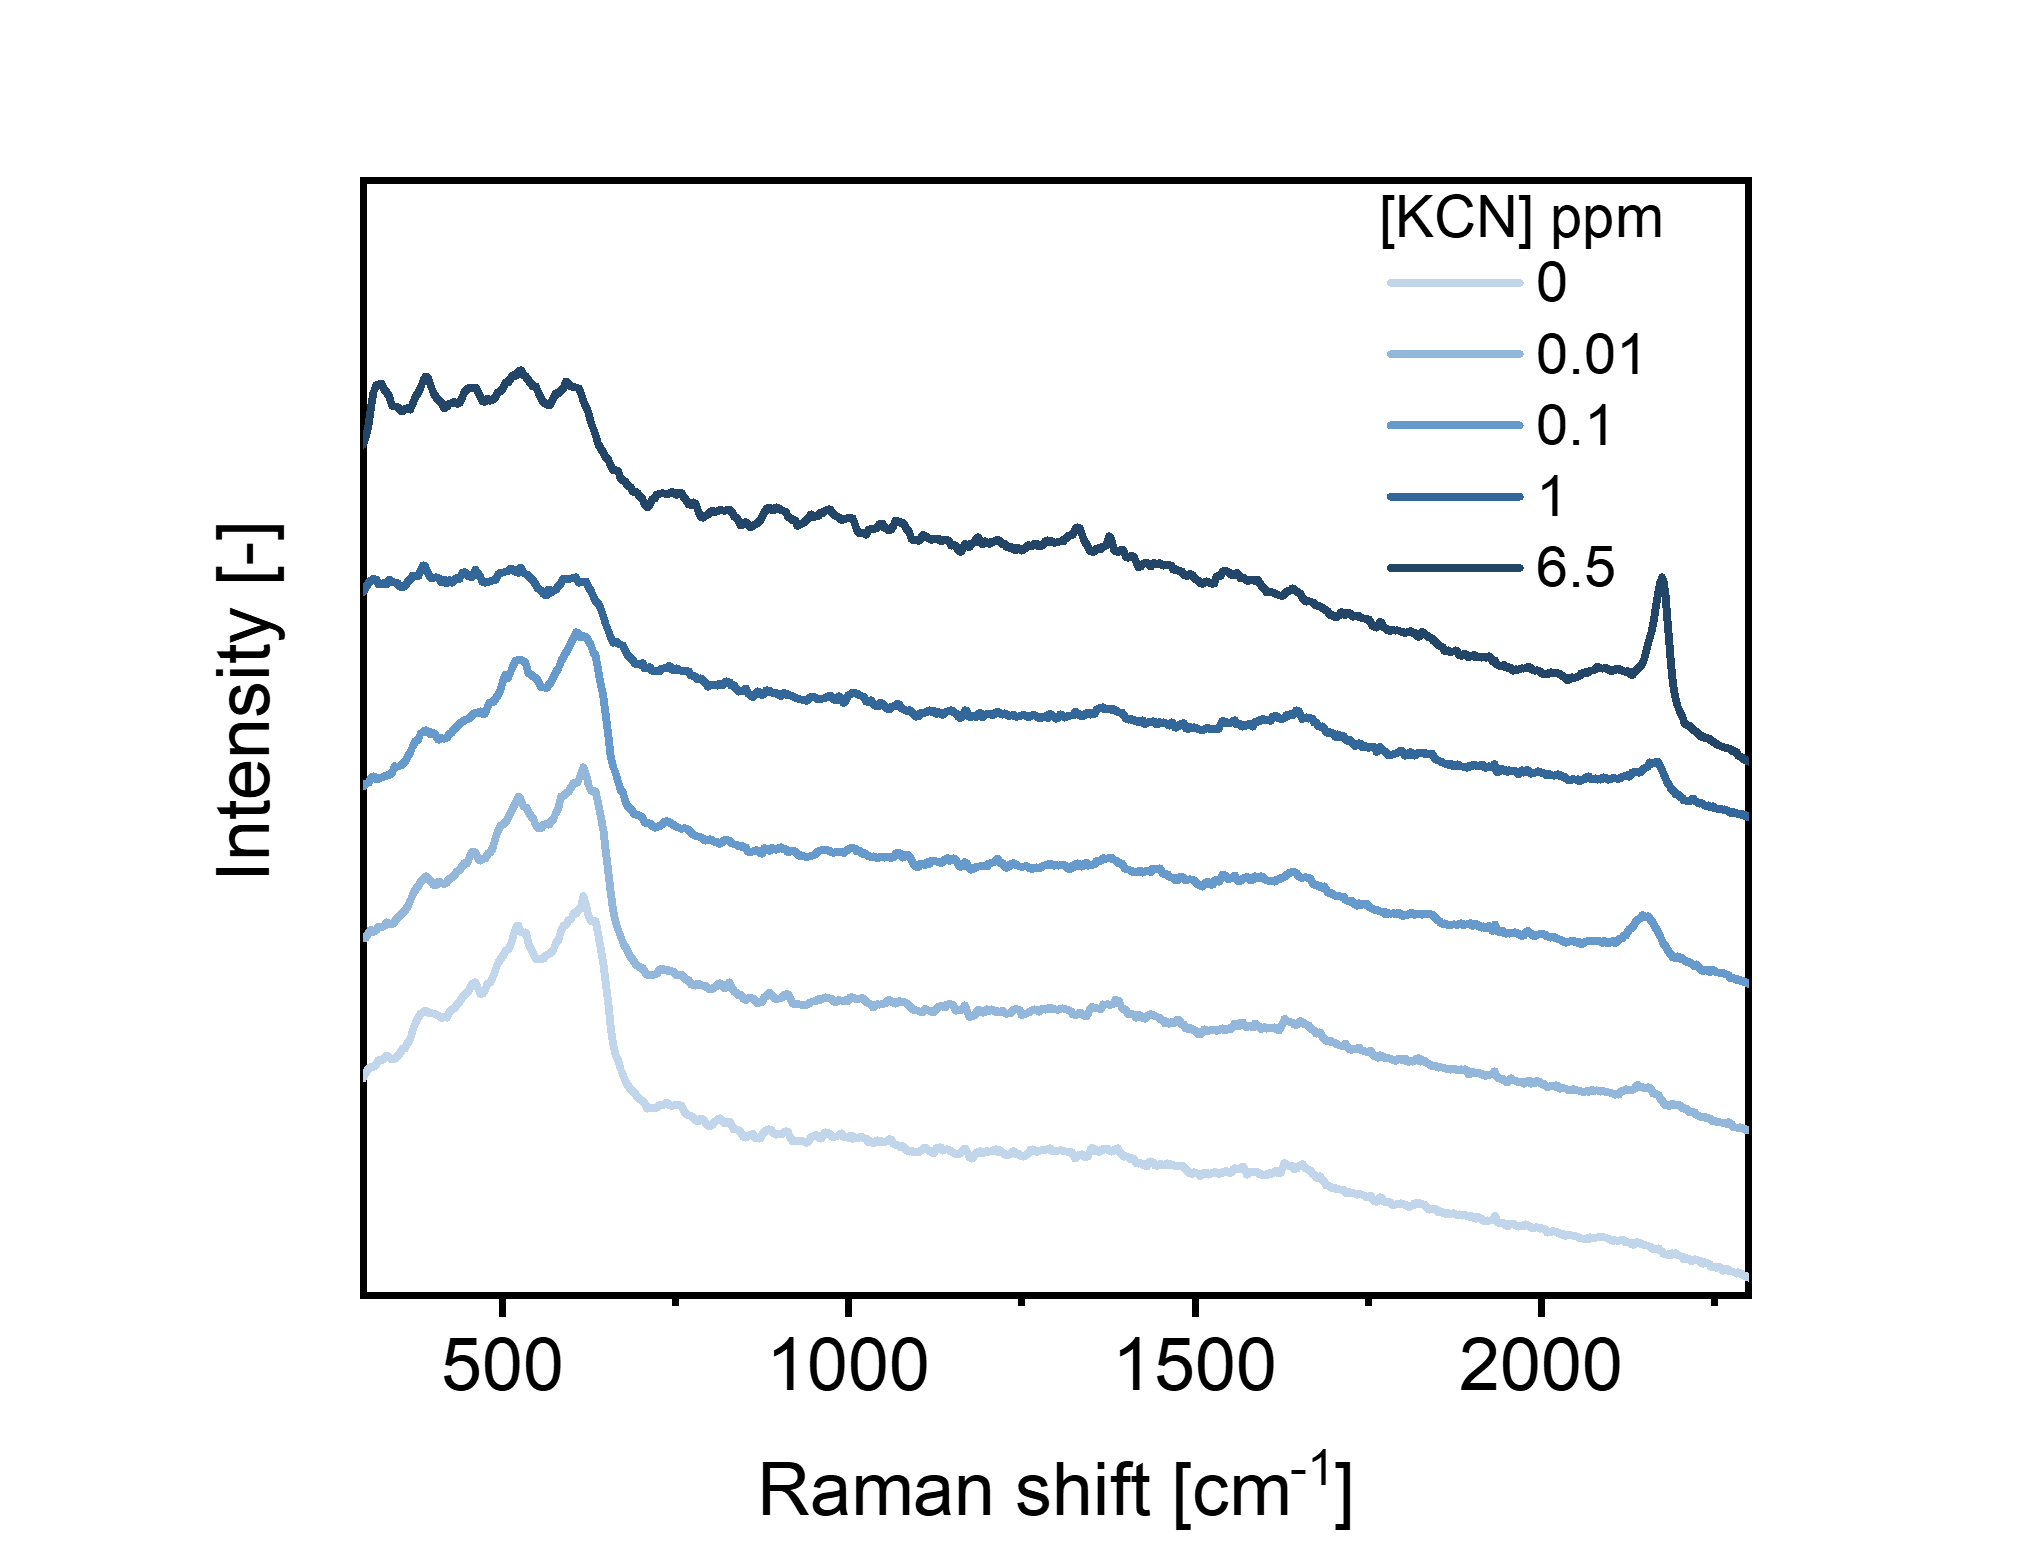 [KCN] ppm
0
0.01
0.1
1
6.5
Intensity [-]
500 1000 1500 2000
Raman shift [cm⁻¹]